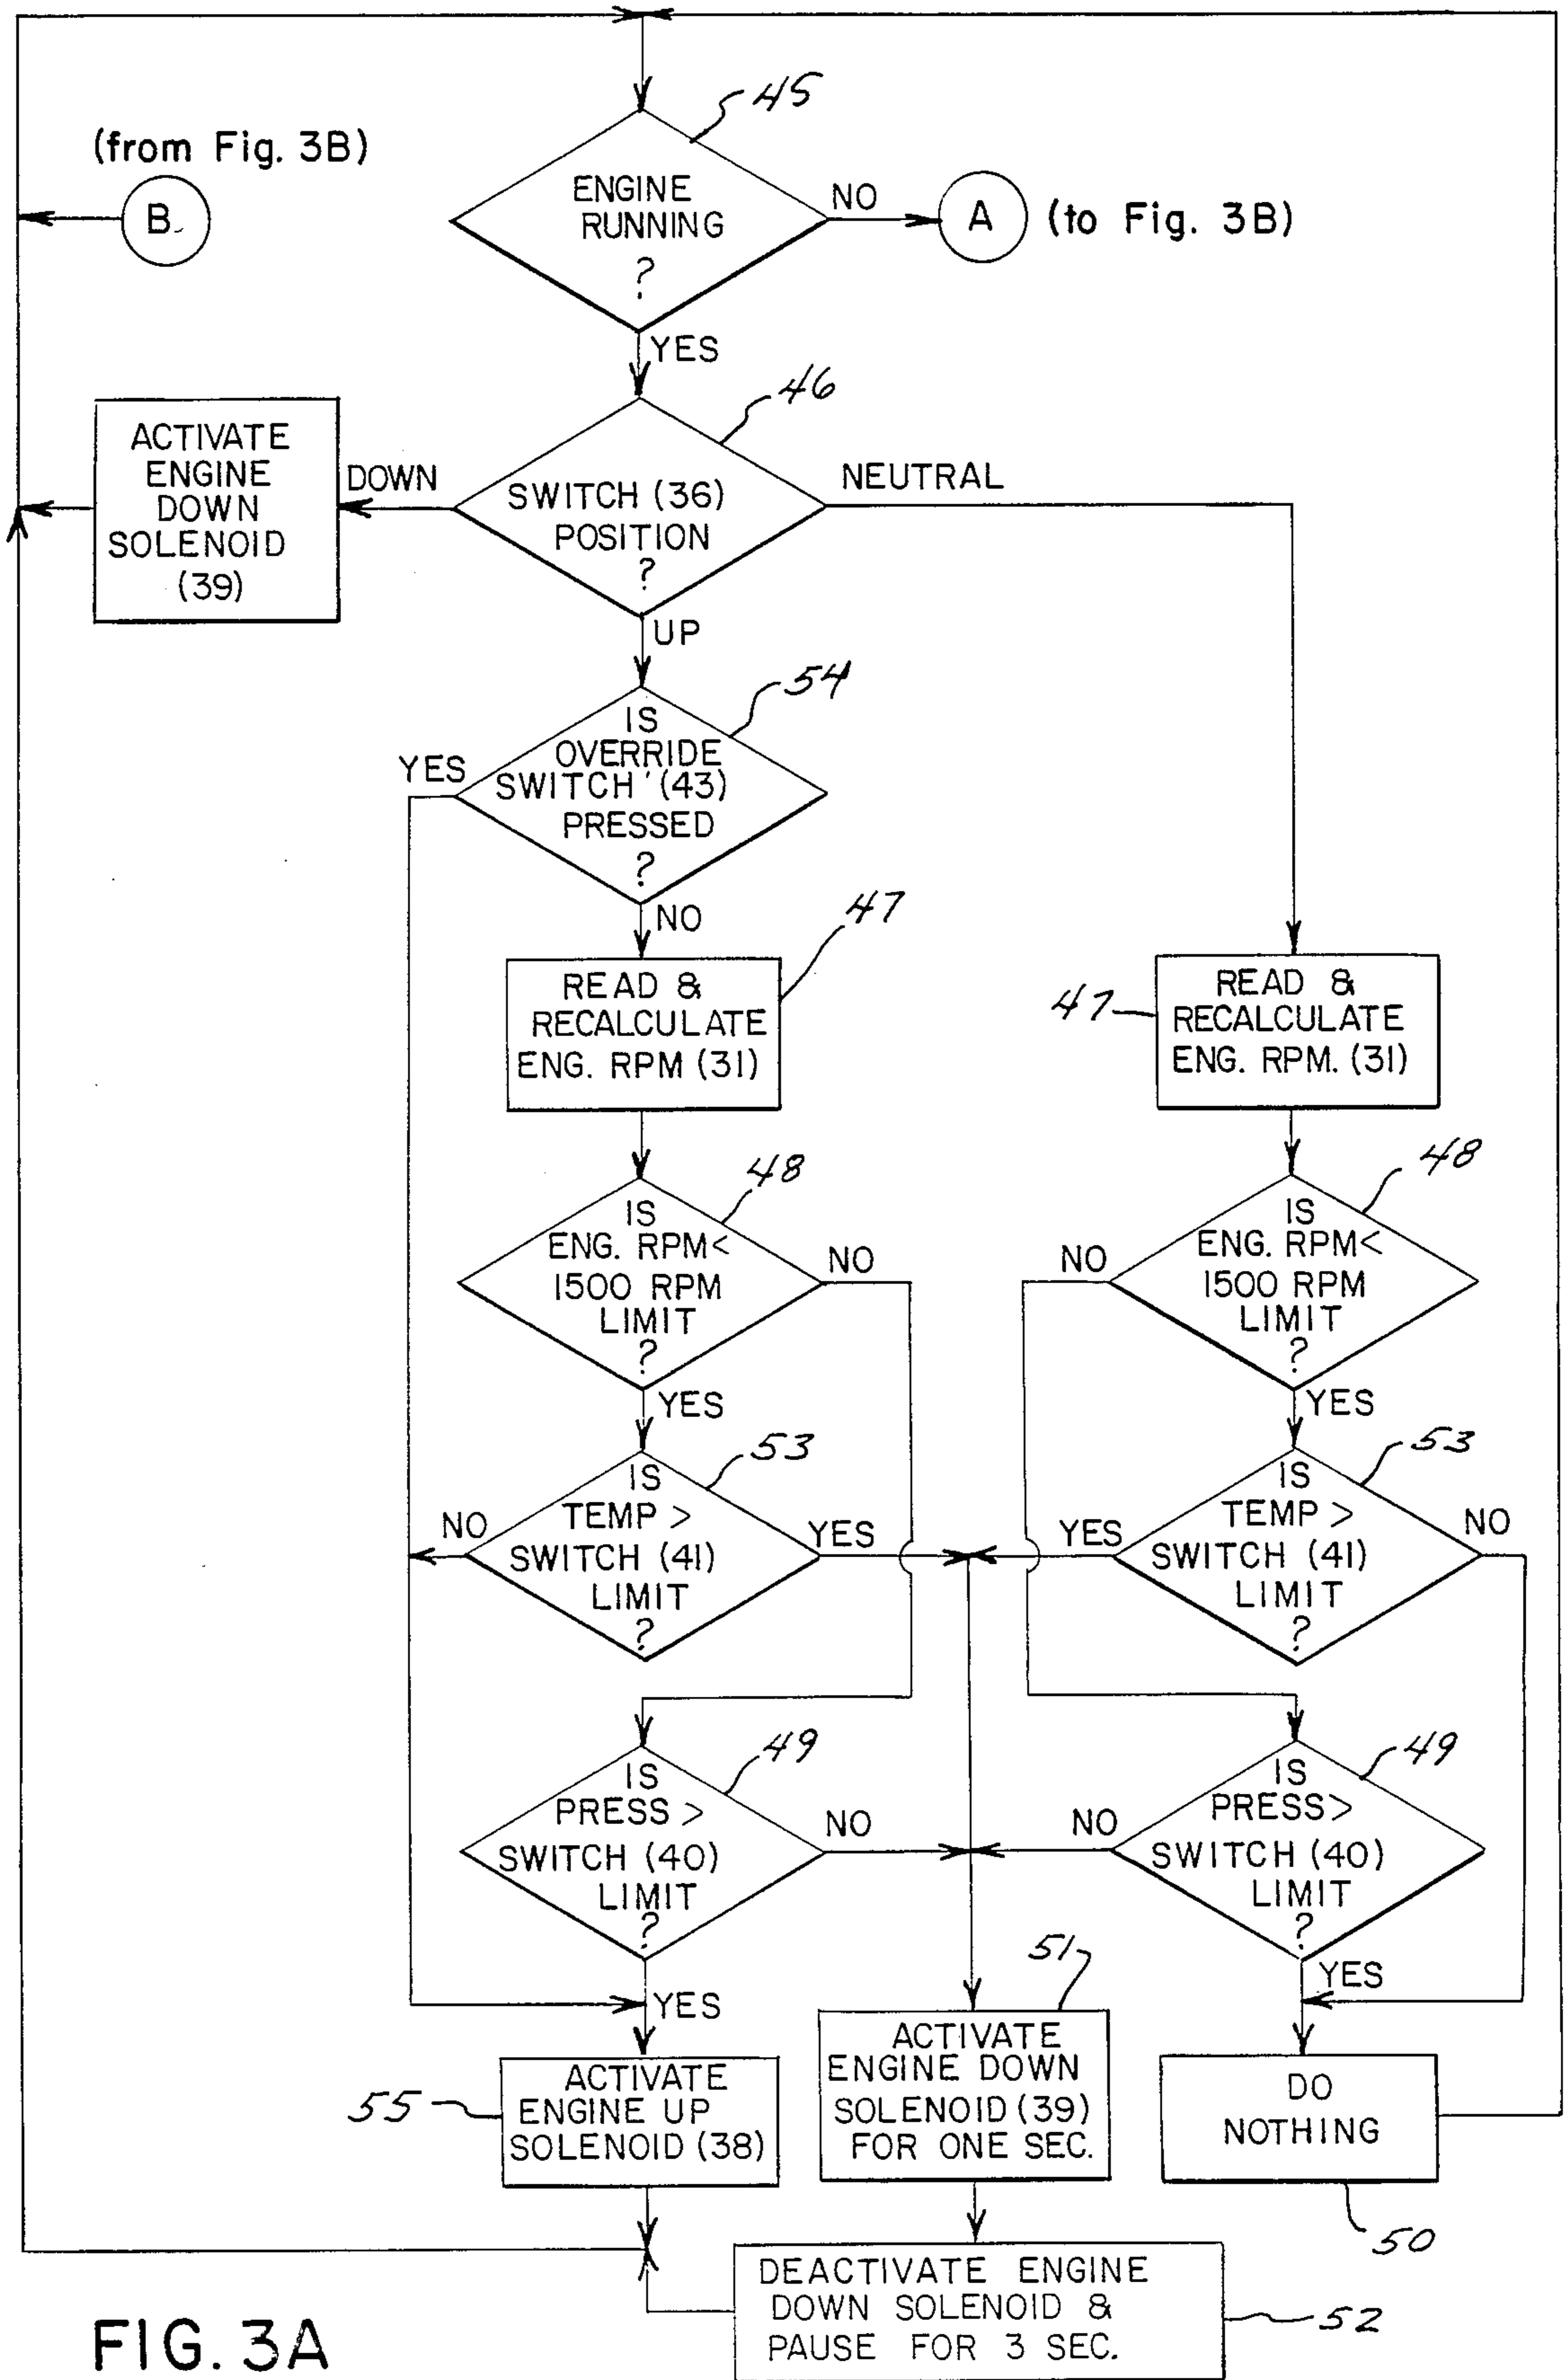 45
(from Fig. 3B)
B
ENGINE
RUNNING
?
NO
A
(to Fig. 3B)
YES
46
ACTIVATE
ENGINE
DOWN
SOLENOID
(39)
DOWN
SWITCH (36)
POSITION
?
NEUTRAL
UP
54
YES
IS
OVERRIDE
SWITCH (43)
PRESSED
?
NO
47
READ &
RECALCULATE
ENG. RPM (31)
47
READ &
RECALCULATE
ENG. RPM. (31)
48
IS
ENG. RPM<
1500 RPM
LIMIT
?
NO
YES
48
NO
IS
ENG. RPM<
1500 RPM
LIMIT
?
YES
53
NO
IS
TEMP >
SWITCH (41)
LIMIT
?
YES
53
YES
IS
TEMP >
SWITCH (41)
LIMIT
?
NO
49
IS
PRESS >
SWITCH (40)
LIMIT
?
NO
YES
49
NO
IS
PRESS>
SWITCH (40)
LIMIT
?
YES
55
ACTIVATE
ENGINE UP
SOLENOID (38)
51
ACTIVATE
ENGINE DOWN
SOLENOID (39)
FOR ONE SEC.
DO
NOTHING
50
DEACTIVATE ENGINE
DOWN SOLENOID &
PAUSE FOR 3 SEC.
52
FIG. 3A